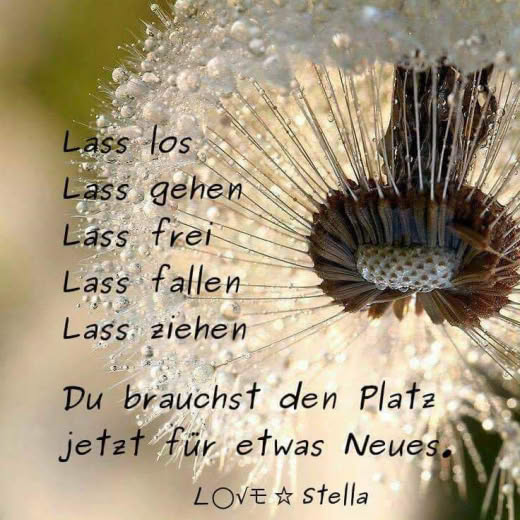 Lass los
Lass gehen
Lass frei
Lass fallen
Lass ziehen
Du brauchst den Platz
jetzt für etwas Neues.
L◯√モ ☆ Stella